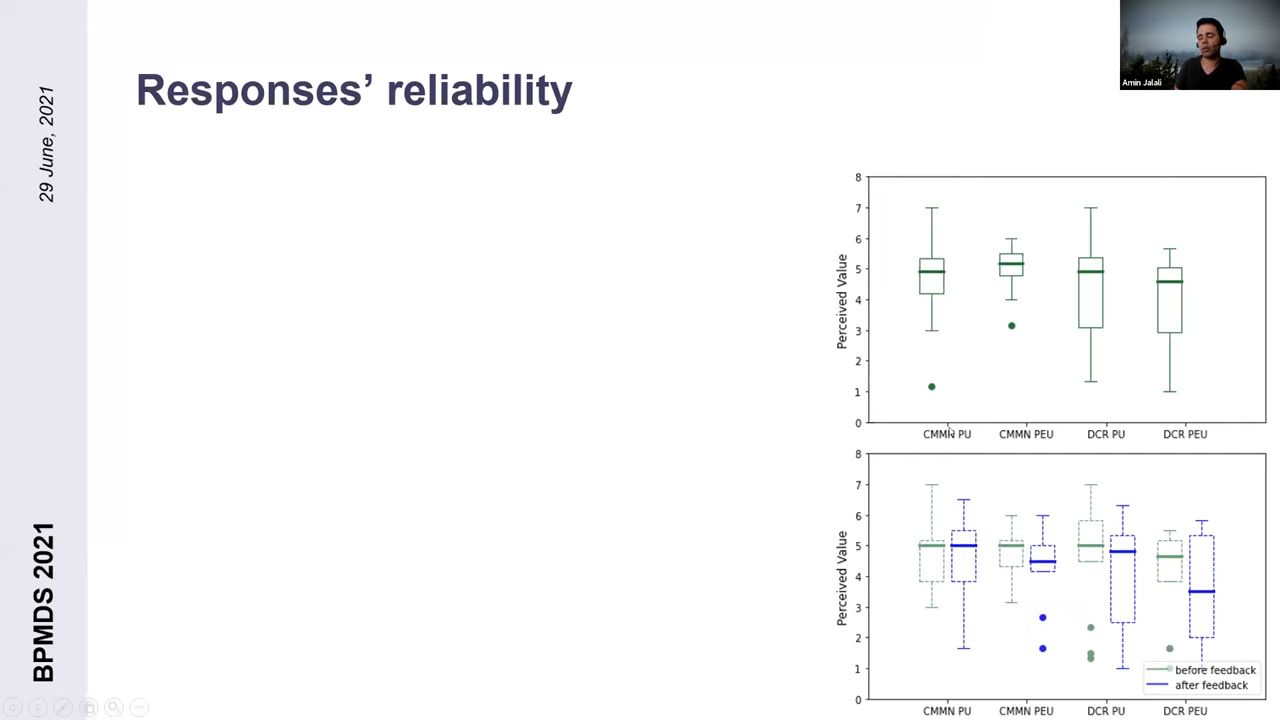 Responses’ reliability
29 June, 2021
BPMDS 2021
Amin Jalali
8
7
6
5
4
3
2
1
0
Perceived Value
CMMN PU
CMMN PEU
DCR PU
DCR PEU
8
7
6
5
4
3
2
1
0
Perceived Value
before feedback
after feedback
CMMN PU
CMMN PEU
DCR PU
DCR PEU